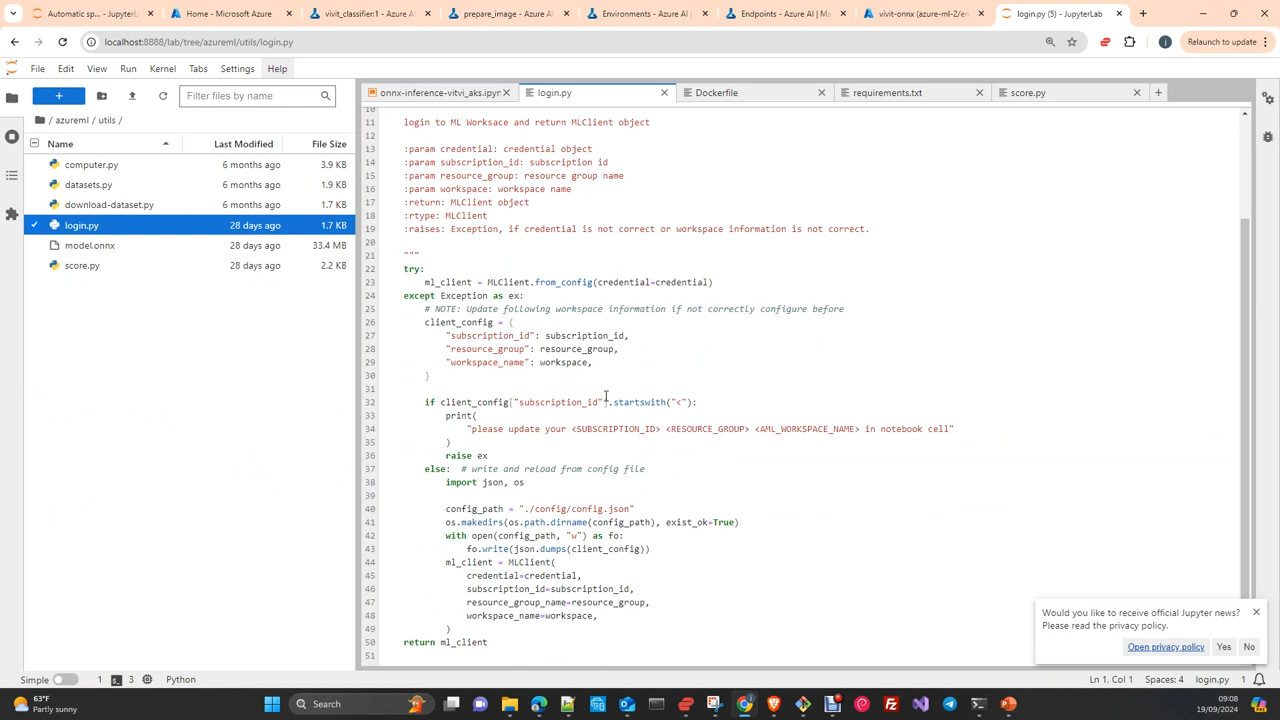 Automatic sp... - JupyterLab
Home - Microsoft Azure
vivit_classifier:1 - Azure AI
prepare_image - Azure AI
Environments - Azure AI |
Endpoints - Azure AI | Ma
vivit-onnx (azure-ml-2/en
login.py (5) - JupyterLab
localhost:8888/lab/tree/azureml/utils/login.py
Relaunch to update
File Edit View Run Kernel Tabs Settings Help
+
Filter files by name
/ azureml / utils /
Name Last Modified File Size
computer.py 6 months ago 3.9 KB
datasets.py 6 months ago 1.9 KB
download-dataset.py 6 months ago 1.7 KB
login.py 28 days ago 1.7 KB
model.onnx 28 days ago 33.4 MB
score.py 28 days ago 2.2 KB
onnx-inference-vitvi_aks.ipyn
login.py
Dockerfile
requirements.txt
score.py
10
11 login to ML Worksace and return MLClient object
12
13 :param credential: credential object
14 :param subscription_id: subscription id
15 :param resource_group: resource group name
16 :param workspace: workspace name
17 :return: MLClient object
18 :rtype: MLClient
19 :raises: Exception, if credential is not correct or workspace information is not correct.
20
21 """
22 try:
23 ml_client = MLClient.from_config(credential=credential)
24 except Exception as ex:
25 # NOTE: Update following workspace information if not correctly configure before
26 client_config = {
27 "subscription_id": subscription_id,
28 "resource_group": resource_group,
29 "workspace_name": workspace,
30 }
31
32 if client_config["subscription_id"].startswith("<"):
33 print(
34 "please update your <SUBSCRIPTION_ID> <RESOURCE_GROUP> <AML_WORKSPACE_NAME> in notebook cell"
35 )
36 raise ex
37 else: # write and reload from config file
38 import json, os
39
40 config_path = "./config/config.json"
41 os.makedirs(os.path.dirname(config_path), exist_ok=True)
42 with open(config_path, "w") as fo:
43 fo.write(json.dumps(client_config))
44 ml_client = MLClient(
45 credential=credential,
46 subscription_id=subscription_id,
47 resource_group_name=resource_group,
48 workspace_name=workspace,
49 )
50 return ml_client
51
Would you like to receive official Jupyter news?
Please read the privacy policy.
Open privacy policy Yes No
Simple 1 3 Python
Ln 1, Col 1 Spaces: 4 login.py 1
63°F
Partly sunny
Search
09:08
19/09/2024